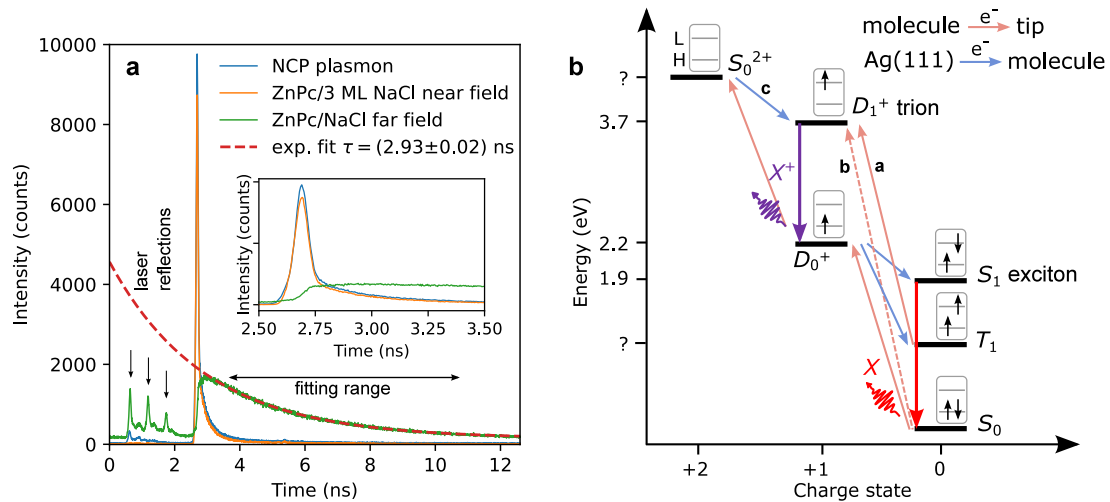 a
NCP plasmon
ZnPc/3 ML NaCl near field
ZnPc/NaCl far field
exp. fit τ = (2.93±0.02) ns
laser
reflections
fitting range
Intensity (counts)
10000
8000
6000
4000
2000
0
0 2 4 6 8 10 12
Time (ns)
Intensity (counts)
2.50 2.75 3.00 3.25 3.50
Time (ns)
b
molecule e⁻ tip
Ag(111) e⁻ molecule
L
H
S₀²⁺
c
D₁⁺ trion
X⁺
b
a
D₀⁺
S₁ exciton
T₁
X
S₀
Energy (eV)
?
3.7
2.2
1.9
?
+2 +1 0
Charge state